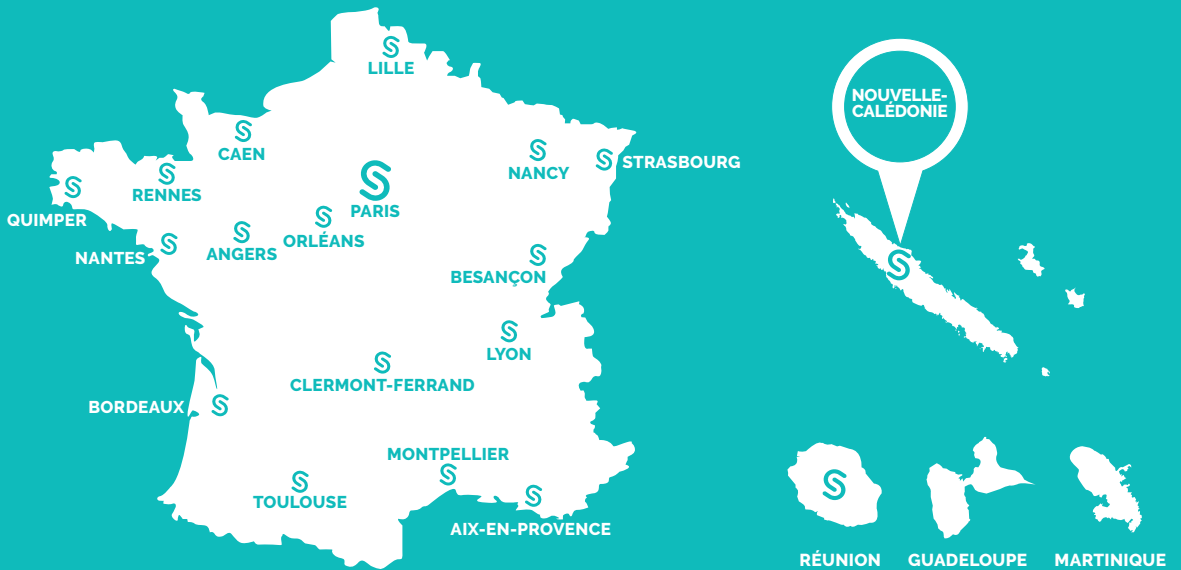 LILLE
NOUVELLE-
CALÉDONIE
CAEN
NANCY
STRASBOURG
RENNES
PARIS
QUIMPER
ORLÉANS
NANTES
ANGERS
BESANÇON
LYON
CLERMONT-FERRAND
BORDEAUX
MONTPELLIER
TOULOUSE
AIX-EN-PROVENCE
RÉUNION
GUADELOUPE
MARTINIQUE